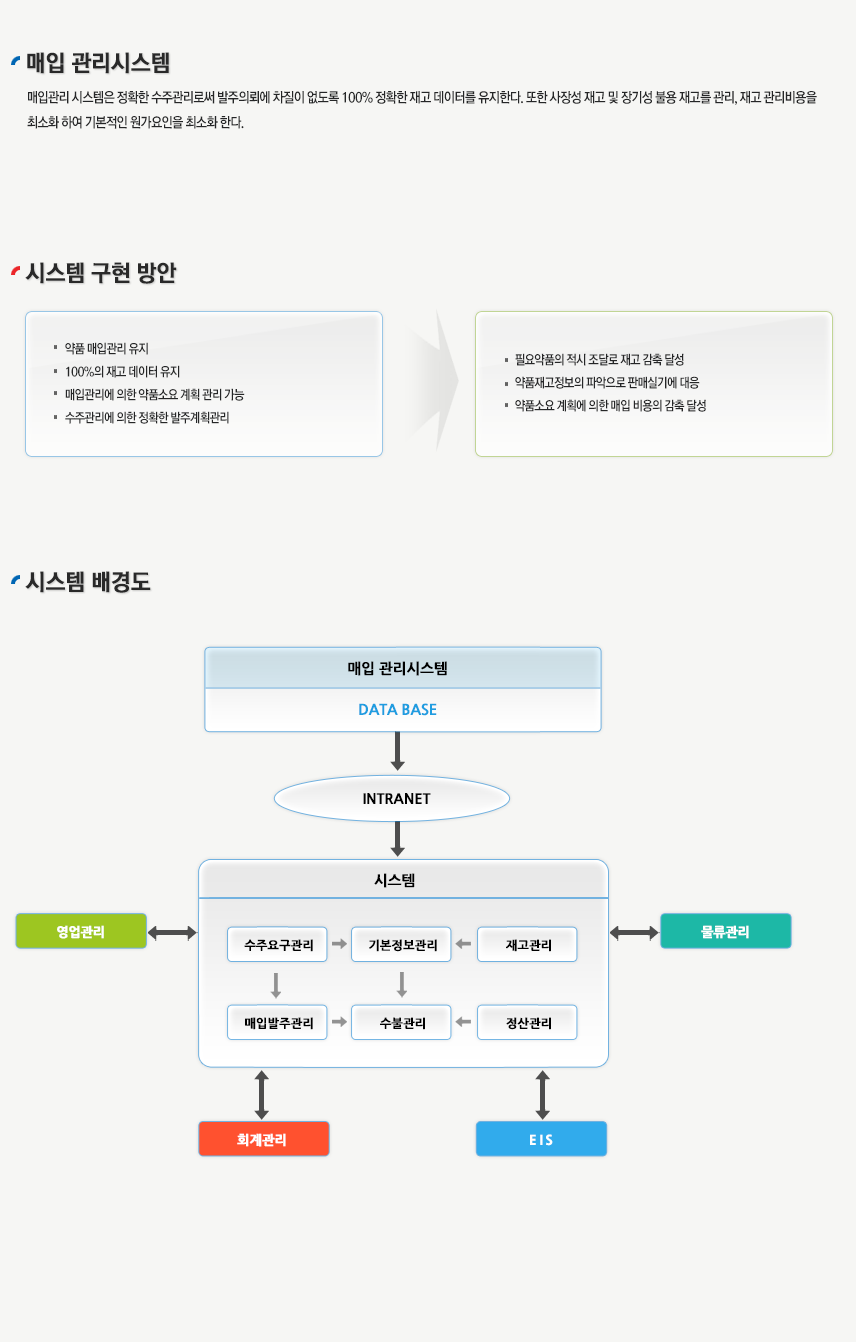 매입 관리시스템
매입관리 시스템은 정확한 수주관리로써 발주의뢰에 차질이 없도록 100% 정확한 재고 데이터를 유지한다. 또한 사장성 재고 및 장기성 불용 재고를 관리, 재고 관리비용을
최소화 하여 기본적인 원가요인을 최소화 한다.
시스템 구현 방안
약품 매입관리 유지
100%의 재고 데이터 유지
매입관리에 의한 약품소요 계획 관리 가능
수주관리에 의한 정확한 발주계획관리
필요약품의 적시 조달로 재고 감축 달성
약품재고정보의 파악으로 판매실기에 대응
약품소요 계획에 의한 매입 비용의 감축 달성
시스템 배경도
매입 관리시스템
DATA BASE
INTRANET
시스템
영업관리
물류관리
수주요구관리
기본정보관리
재고관리
매입발주관리
수불관리
정산관리
회계관리
EIS